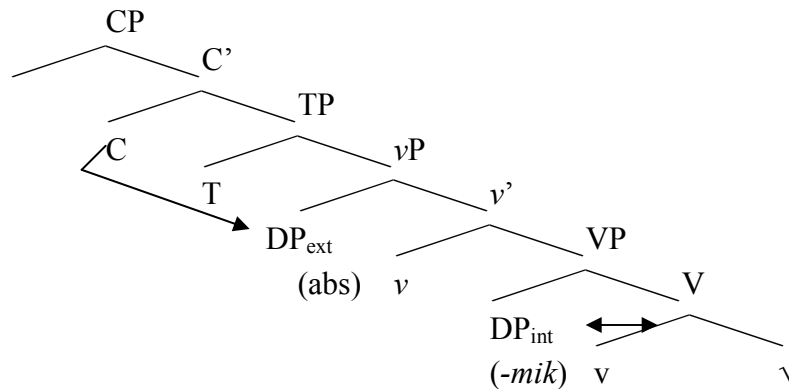 CP
C’
TP
C
vP
T v’
DPext VP
(abs) v V
DPint
(-mik) v